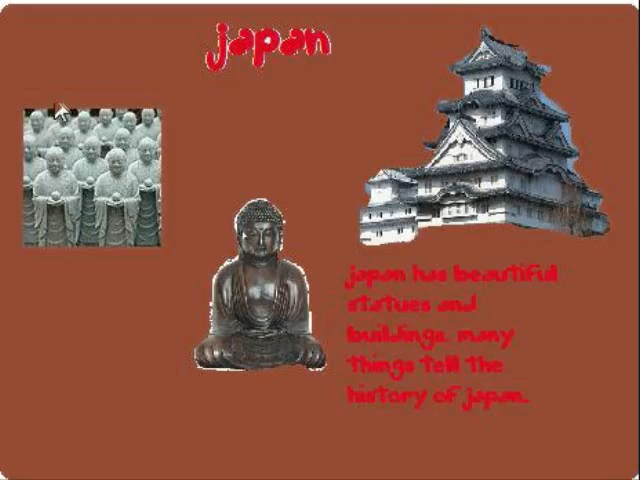 japan
japan has beautiful
statues and
buildings. many
things tell the
history of japan.